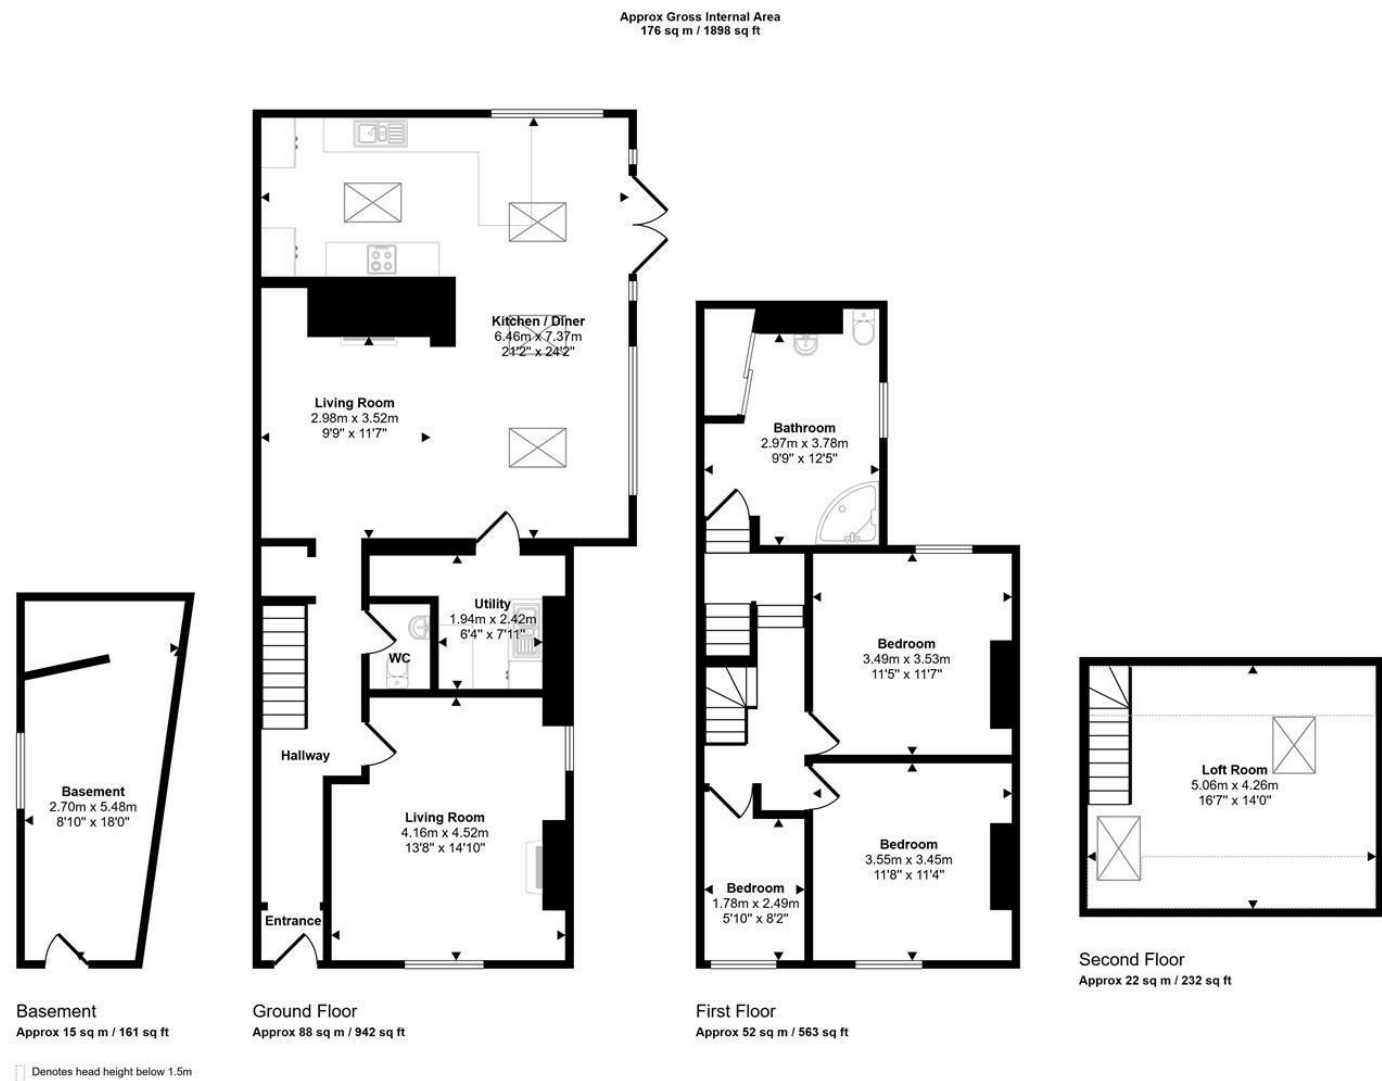 Approx Gross Internal Area
176 sq m / 1898 sq ft
Kitchen / Diner
6.46m x 7.37m
21'2" x 24'2"
Living Room
2.98m x 3.52m
9'9" x 11'7"
Utility
1.94m x 2.42m
6'4" x 7'11"
WC
Hallway
Living Room
4.16m x 4.52m
13'8" x 14'10"
Entrance
Basement
2.70m x 5.48m
8'10" x 18'0"
Bathroom
2.97m x 3.78m
9'9" x 12'5"
Bedroom
3.49m x 3.53m
11'5" x 11'7"
Bedroom
3.55m x 3.45m
11'8" x 11'4"
Bedroom
1.78m x 2.49m
5'10" x 8'2"
Loft Room
5.06m x 4.26m
16'7" x 14'0"
Basement
Approx 15 sq m / 161 sq ft
Ground Floor
Approx 88 sq m / 942 sq ft
First Floor
Approx 52 sq m / 563 sq ft
Second Floor
Approx 22 sq m / 232 sq ft
Denotes head height below 1.5m